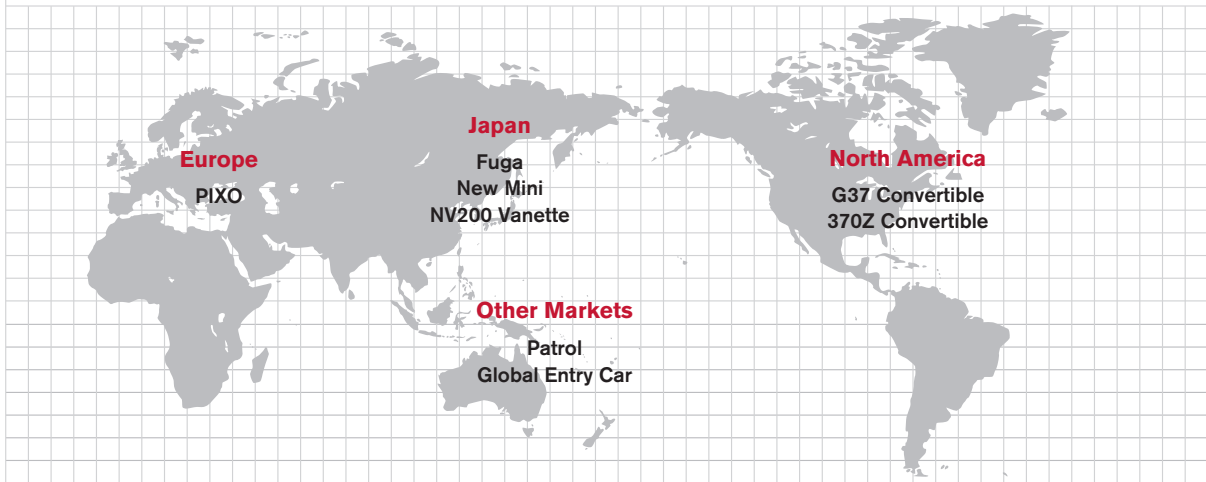 Europe
PIXO
Japan
Fuga
New Mini
NV200 Vanette
North America
G37 Convertible
370Z Convertible
Other Markets
Patrol
Global Entry Car